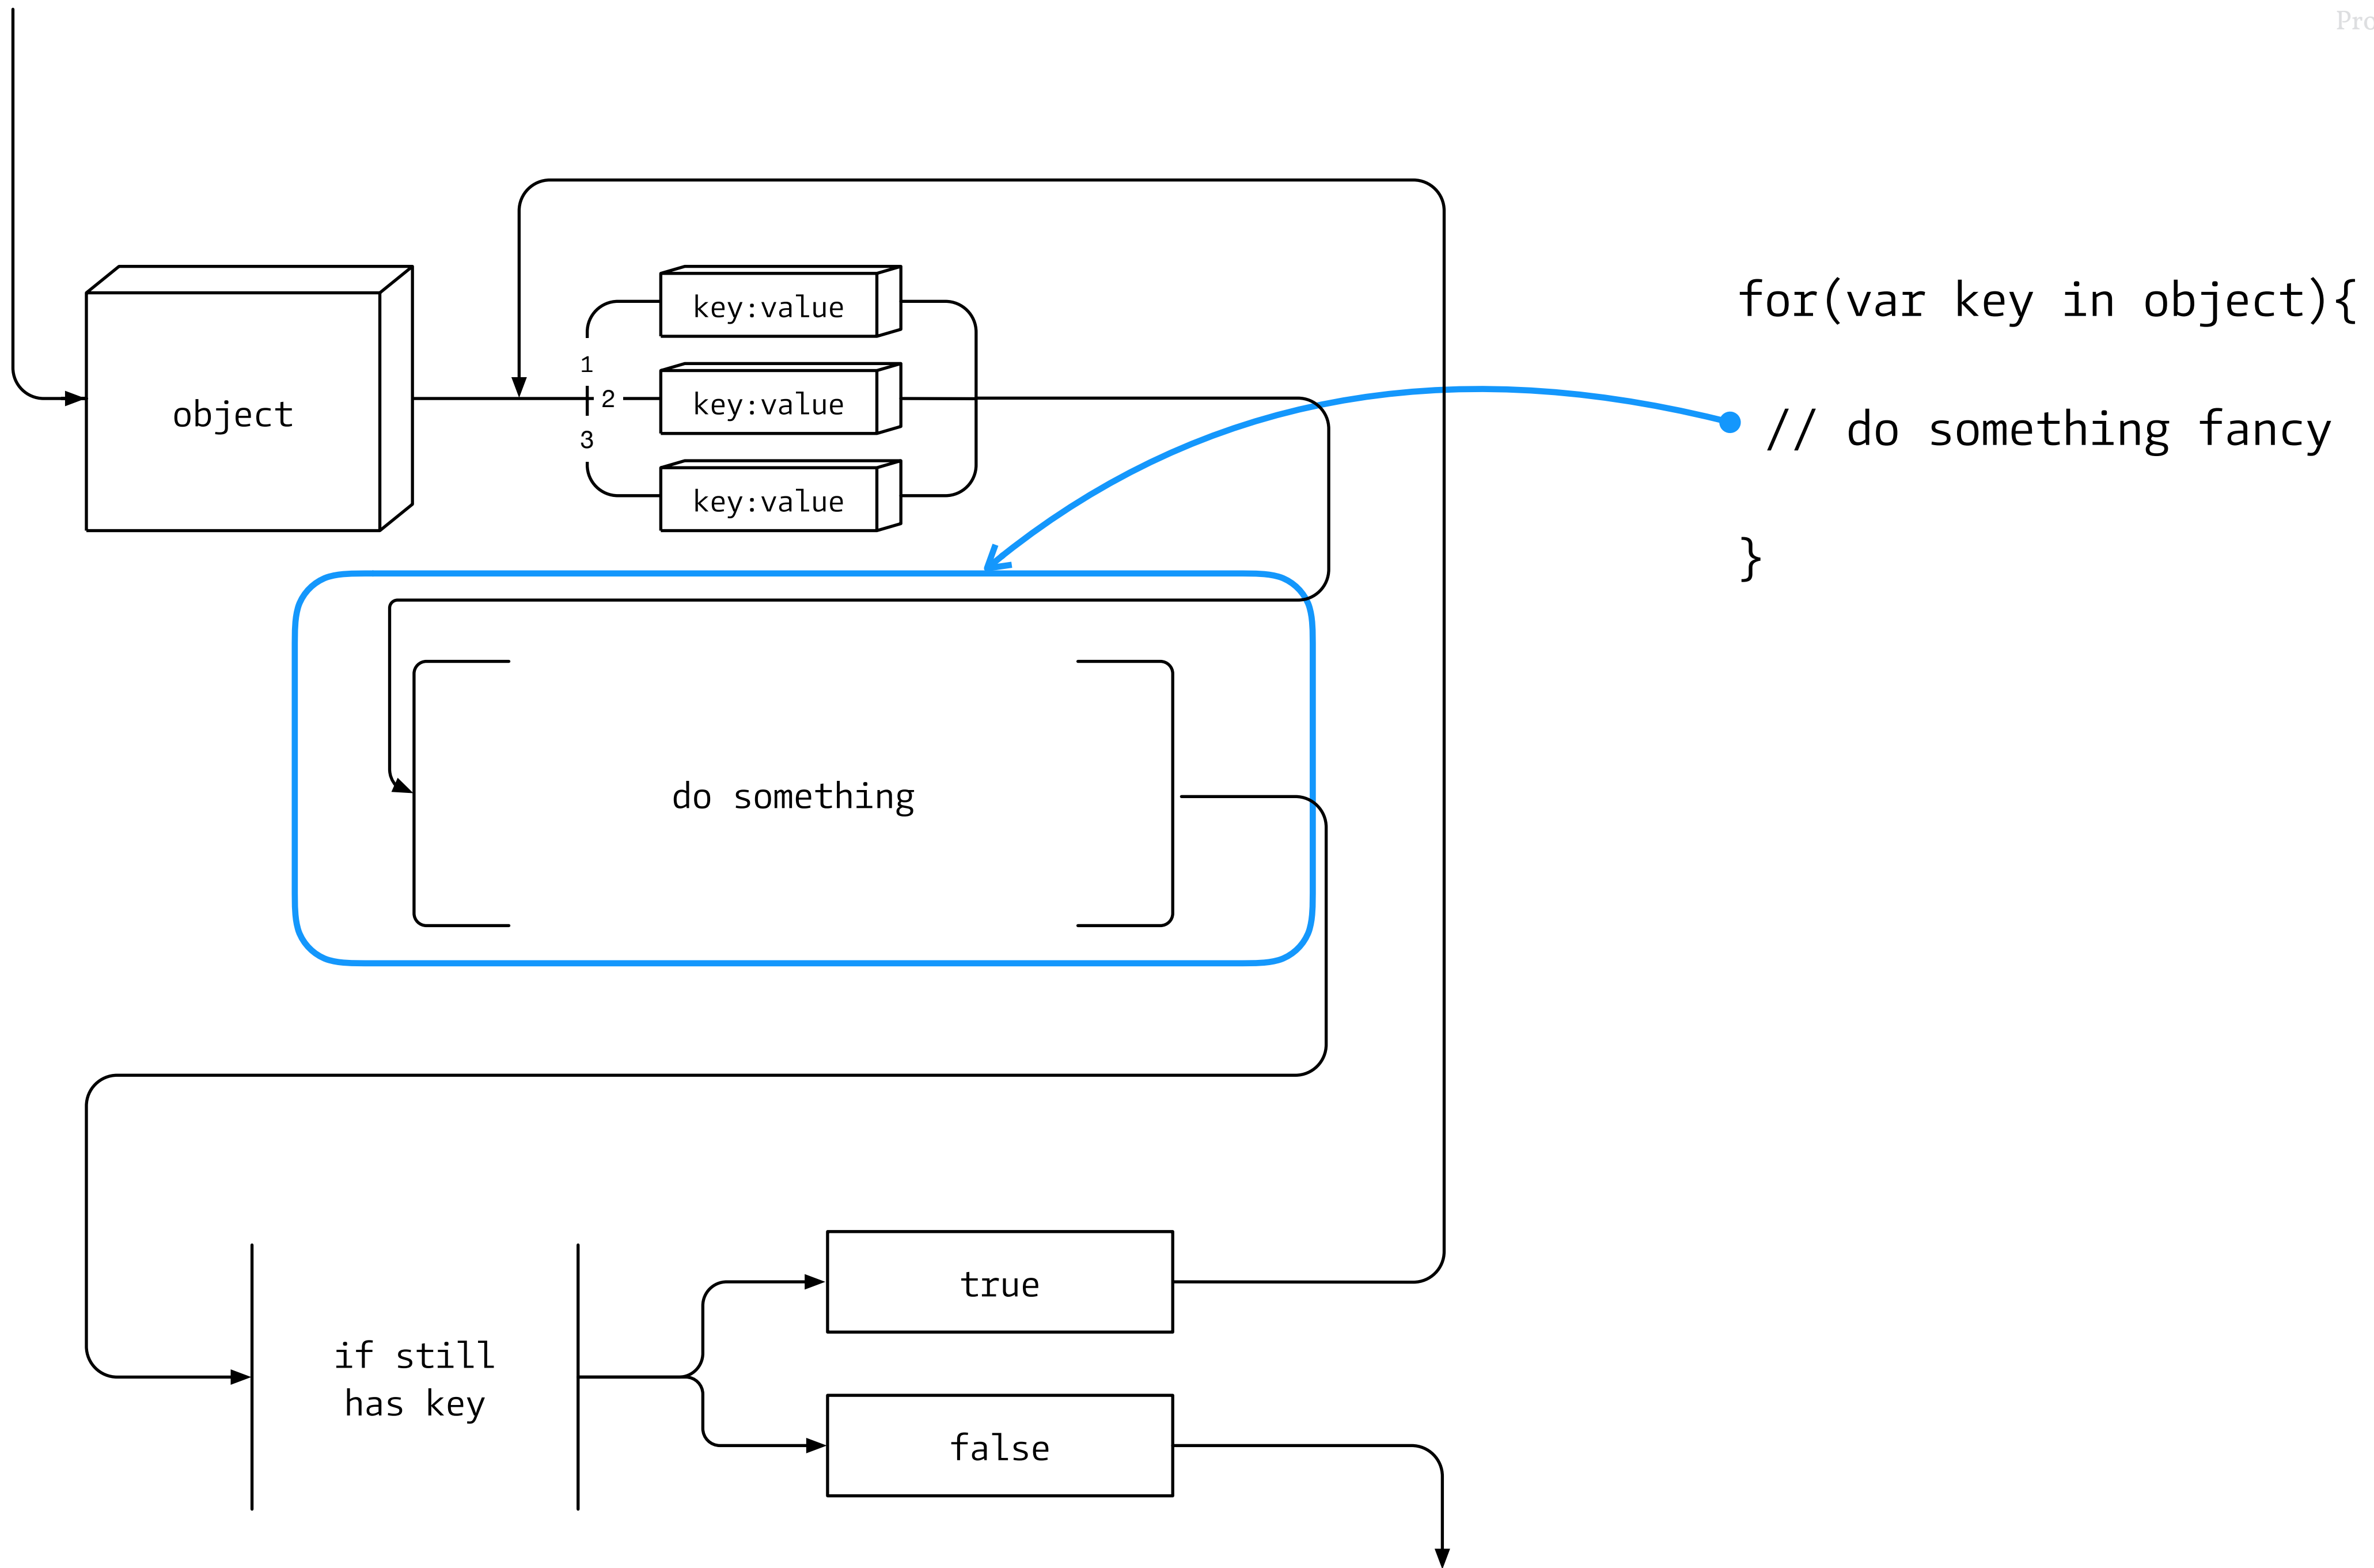 object
1
2
3
key:value
key:value
key:value
for(var key in object){
// do something fancy
}
do something
if still
has key
true
false